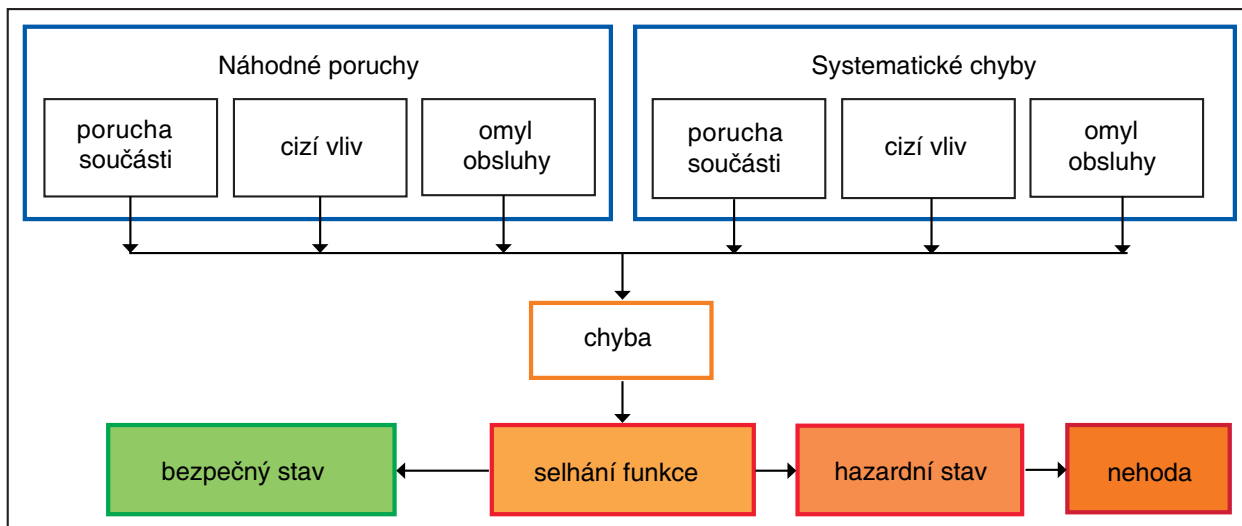 Náhodné poruchy
porucha
součásti
cizí vliv
omyl
obsluhy
Systematické chyby
porucha
součásti
cizí vliv
omyl
obsluhy
chyba
bezpečný stav
selhání funkce
hazardní stav
nehoda